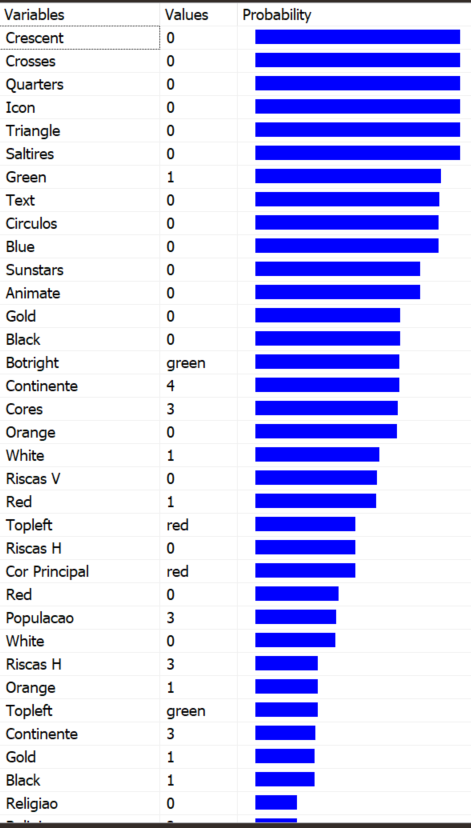 Variables Values Probability
Crescent 0
Crosses 0
Quarters 0
Icon 0
Triangle 0
Saltires 0
Green 1
Text 0
Circulos 0
Blue 0
Sunstars 0
Animate 0
Gold 0
Black 0
Botright green
Continente 4
Cores 3
Orange 0
White 1
Riscas V 0
Red 1
Topleft red
Riscas H 0
Cor Principal red
Red 0
Populacao 3
White 0
Riscas H 3
Orange 1
Topleft green
Continente 3
Gold 1
Black 1
Religiao 0